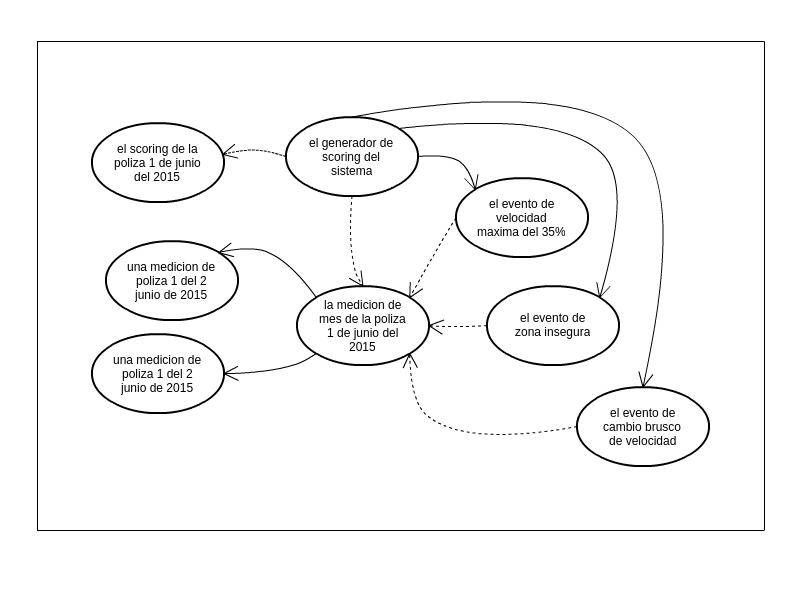 el scoring de la
poliza 1 de junio
del 2015
el generador de
scoring del
sistema
el evento de
velocidad
maxima del 35%
una medicion de
poliza 1 del 2
junio de 2015
la medicion de
mes de la poliza
1 de junio del
2015
el evento de
zona insegura
una medicion de
poliza 1 del 2
junio de 2015
el evento de
cambio brusco
de velocidad